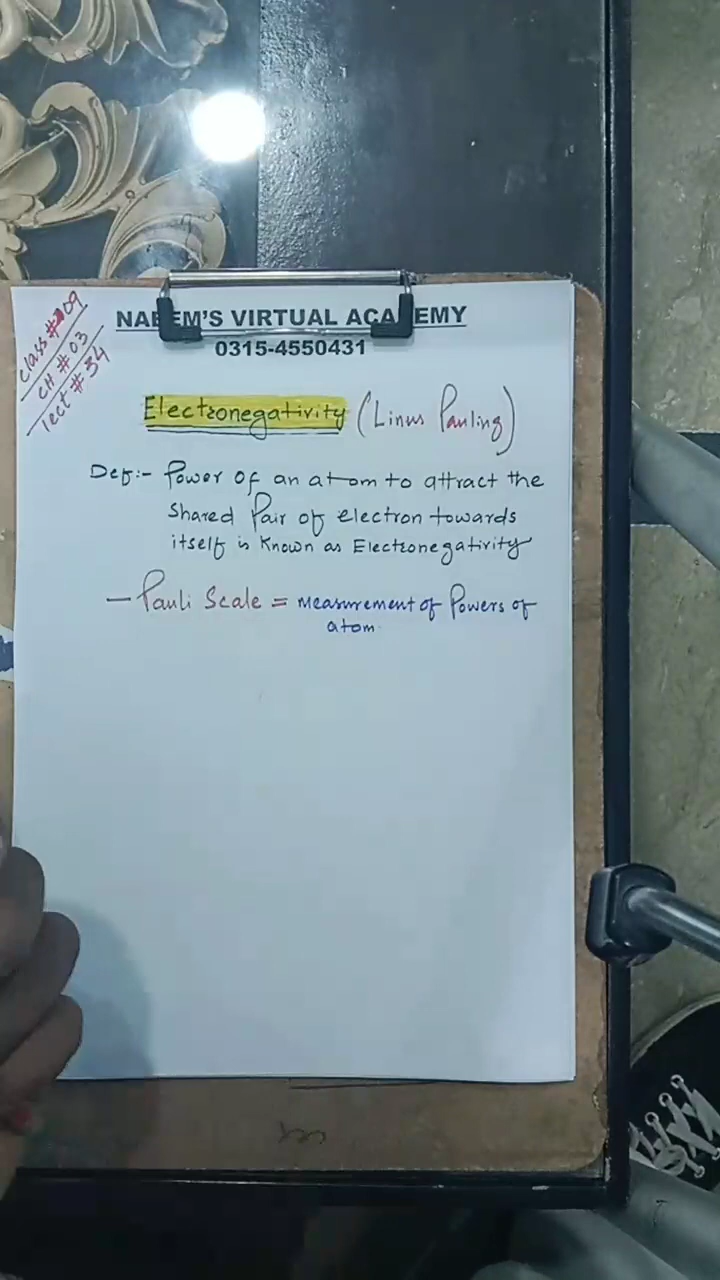 Class # 09
CH # 03
Lect # 34
NAEEM'S VIRTUAL ACADEMY
0315-4550431
Electronegativity (Linus Pauling)
Def:- Power of an atom to attract the
Shared Pair of electron towards
itself is Known as Electronegativity
- Pauli Scale = measurement of Powers of
atom